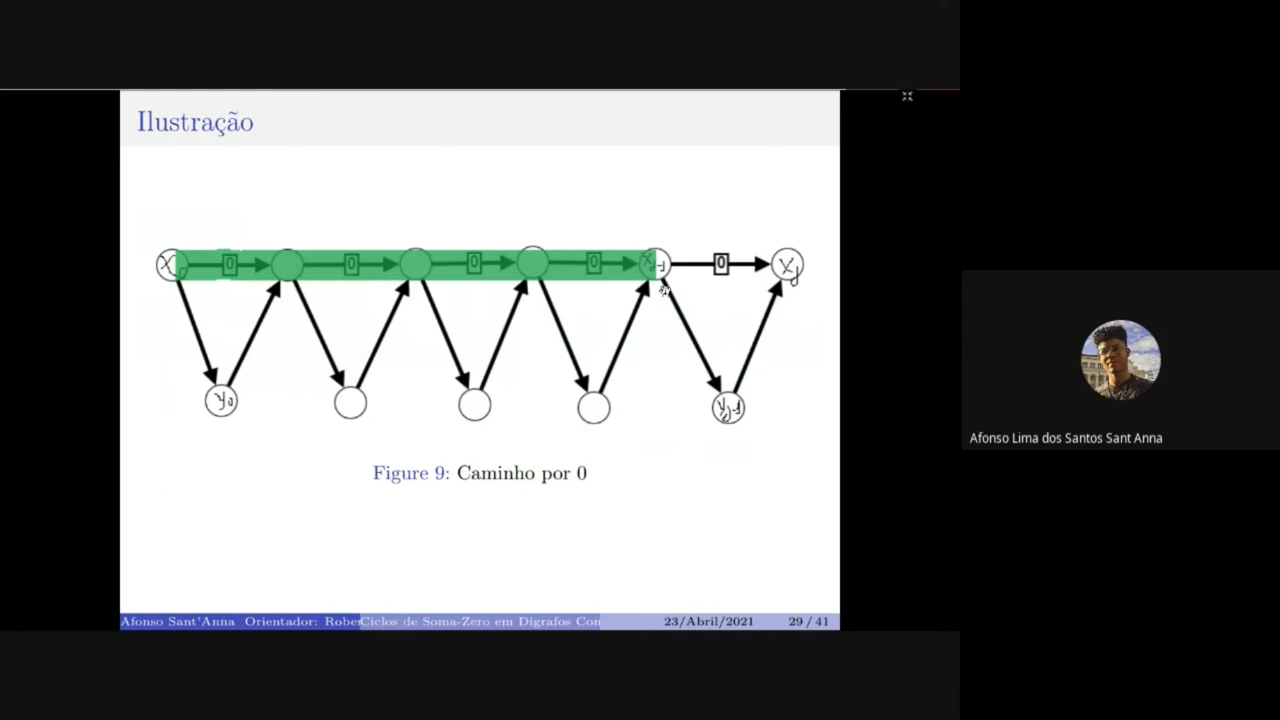 Ilustração
0 0 0 0 0
y₀
Figure 9: Caminho por 0
Afonso Sant'Anna Orientador: Rober
Ciclos de Soma-Zero em Digrafos Con
23/Abril/2021 29 / 41
Afonso Lima dos Santos Sant Anna